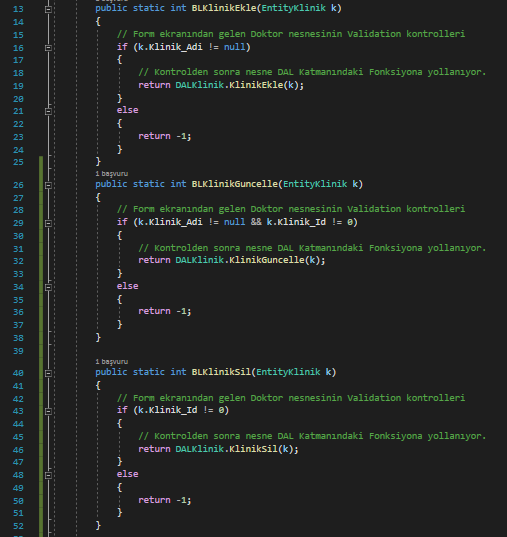 13 public static int BLKlinikEkle(EntityKlinik k)
14 {
15 // Form ekranından gelen Doktor nesnesinin Validation kontrolleri
16 if (k.Klinik_Adi != null)
17 {
18 // Kontrolden sonra nesne DAL Katmanındaki Fonksiyona yollanıyor.
19 return DALKlinik.KlinikEkle(k);
20 }
21 else
22 {
23 return -1;
24 }
25 }
1 başvuru
26 public static int BLKlinikGuncelle(EntityKlinik k)
27 {
28 // Form ekranından gelen Doktor nesnesinin Validation kontrolleri
29 if (k.Klinik_Adi != null && k.Klinik_Id != 0)
30 {
31 // Kontrolden sonra nesne DAL Katmanındaki Fonksiyona yollanıyor.
32 return DALKlinik.KlinikGuncelle(k);
33 }
34 else
35 {
36 return -1;
37 }
38 }
39
1 başvuru
40 public static int BLKlinikSil(EntityKlinik k)
41 {
42 // Form ekranından gelen Doktor nesnesinin Validation kontrolleri
43 if (k.Klinik_Id != 0)
44 {
45 // Kontrolden sonra nesne DAL Katmanındaki Fonksiyona yollanıyor.
46 return DALKlinik.KlinikSil(k);
47 }
48 else
49 {
50 return -1;
51 }
52 }